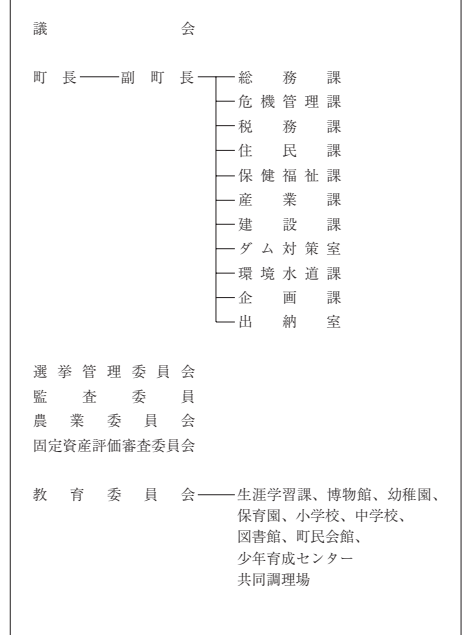 議会
町長 副町長 総務課
危機管理課
税務課
住民課
保健福祉課
産業課
建設課
ダム対策室
環境水道課
企画課
出納室
選挙管理委員会
監査委員
農業委員会
固定資産評価審査委員会
教育委員会 生涯学習課、博物館、幼稚園、
保育園、小学校、中学校、
図書館、町民会館、
少年育成センター
共同調理場